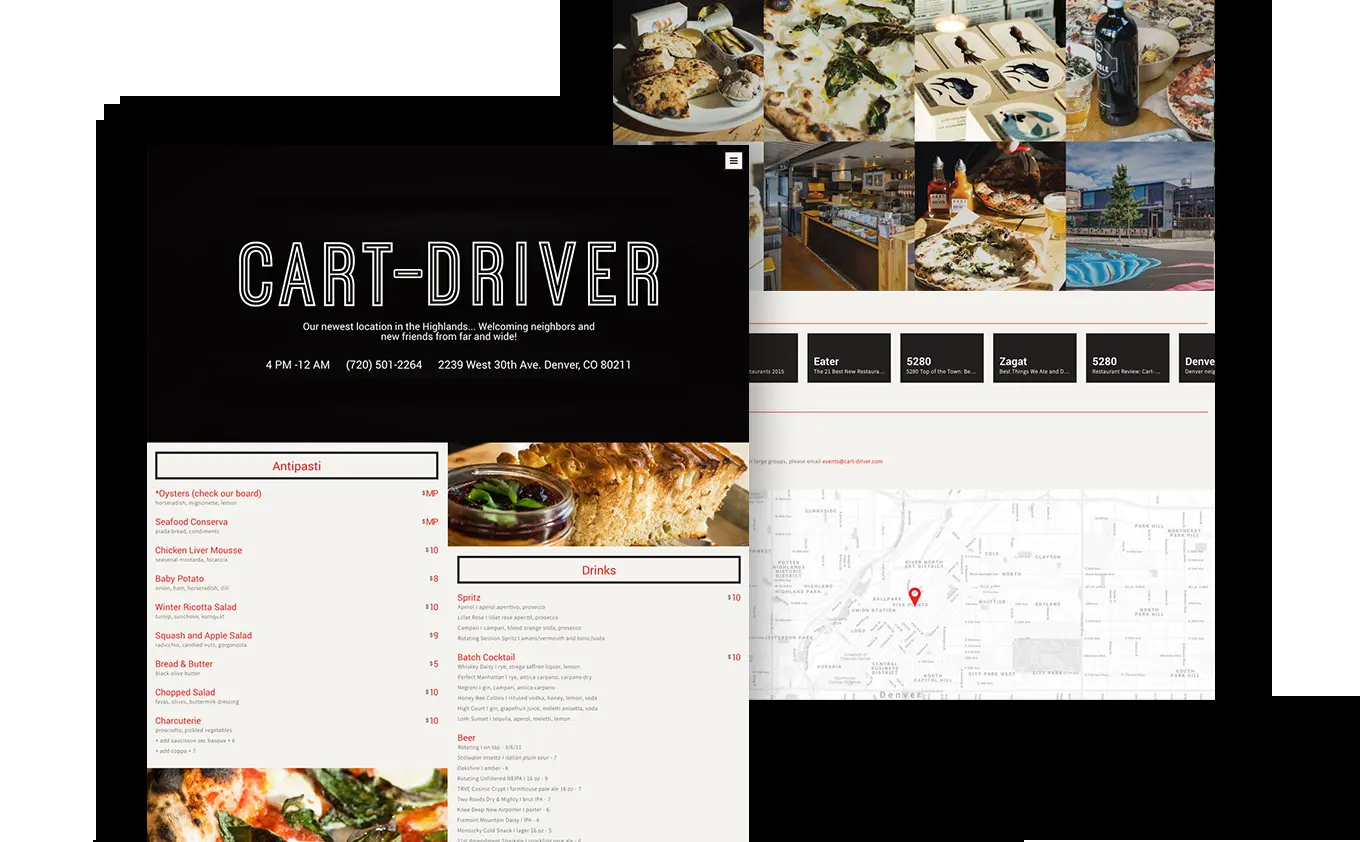 CART-DRIVER
Our newest location in the Highlands... Welcoming neighbors and
new friends from far and wide!
4 PM -12 AM (720) 501-2264 2239 West 30th Ave. Denver, CO 80211
Antipasti
*Oysters (check our board) $MP
horseradish, mignonette, lemon
Seafood Conserva $MP
piada bread, condiments
Chicken Liver Mousse $10
seasonal mostarda, focaccia
Baby Potato $8
onion, ham, horseradish, dill
Winter Ricotta Salad $10
turnip, sunchoke, kumquat
Squash and Apple Salad $9
radicchio, candied nuts, gorgonzola
Bread & Butter $5
black olive butter
Chopped Salad $10
favas, olives, buttermilk dressing
Charcuterie $10
prosciutto, pickled vegetables
+ add saucisson sec basque + 6
+ add coppa + 7
Drinks
Spritz $10
Aperol I aperol aperitivo, prosecco
Lillet Rose I lillet rose aperitif, prosecco
Campari I campari, blood orange soda, prosecco
Rotating Session Spritz I amaro/vermouth and tonic/soda
Batch Cocktail $10
Whiskey Daisy I rye, strega saffron liquor, lemon
Perfect Manhattan I rye, antica carpano, carpano dry
Negroni I gin, campari, antica carpano
Honey Bee Collins I infused vodka, honey, lemon, soda
High Court I gin, grapefruit juice, meletti anisetta, soda
Lom Sunset I tequila, aperol, meletti, lemon
Beer
Rotating I on tap - 3/6/11
Stillwater Insetto I italian plum sour - 7
Oakshire I amber - 6
Rotating Unfiltered NEIPA I 16 oz - 9
TRVE Cosmic Crypt I farmhouse pale ale 16 oz - 7
Two Roads Dry & Mighty I brut IPA - 7
Knee Deep New Airporter I porter - 6
Fremont Mountain Daisy I IPA - 6
Montucky Cold Snack I lager 16 oz - 5
21st Amendment Sparkale I sparkling rose ale - 6
taurants 2015
Eater
The 21 Best New Restaura...
5280
5280 Top of the Town: Be...
Zagat
Best Things We Ate and D...
5280
Restaurant Review: Cart-...
Denve
Denver neig
r large groups, please email events@cart-driver.com
SUNNYSIDE
PARK HILL
NORTHEAST
PARK HILL
COLE
CLAYTON
POTTER
HIGHLANDS
HISTORIC
DISTRICT
RIVER NORTH
ART DISTRICT
NORTH
HIGHLAND
HIGHLAND PARK
BALLPARK
FIVE POINTS
UNION STATION
WHITTIER
SKYLAND
NORTH
PARK HILL
LODO
JEFFERSON PARK
AURARIA
CENTRAL
BUSINESS
DISTRICT
NORTH
CAPITOL HILL
CITY PARK WEST
CITY PARK
SOUTH
PARK HILL
Denver